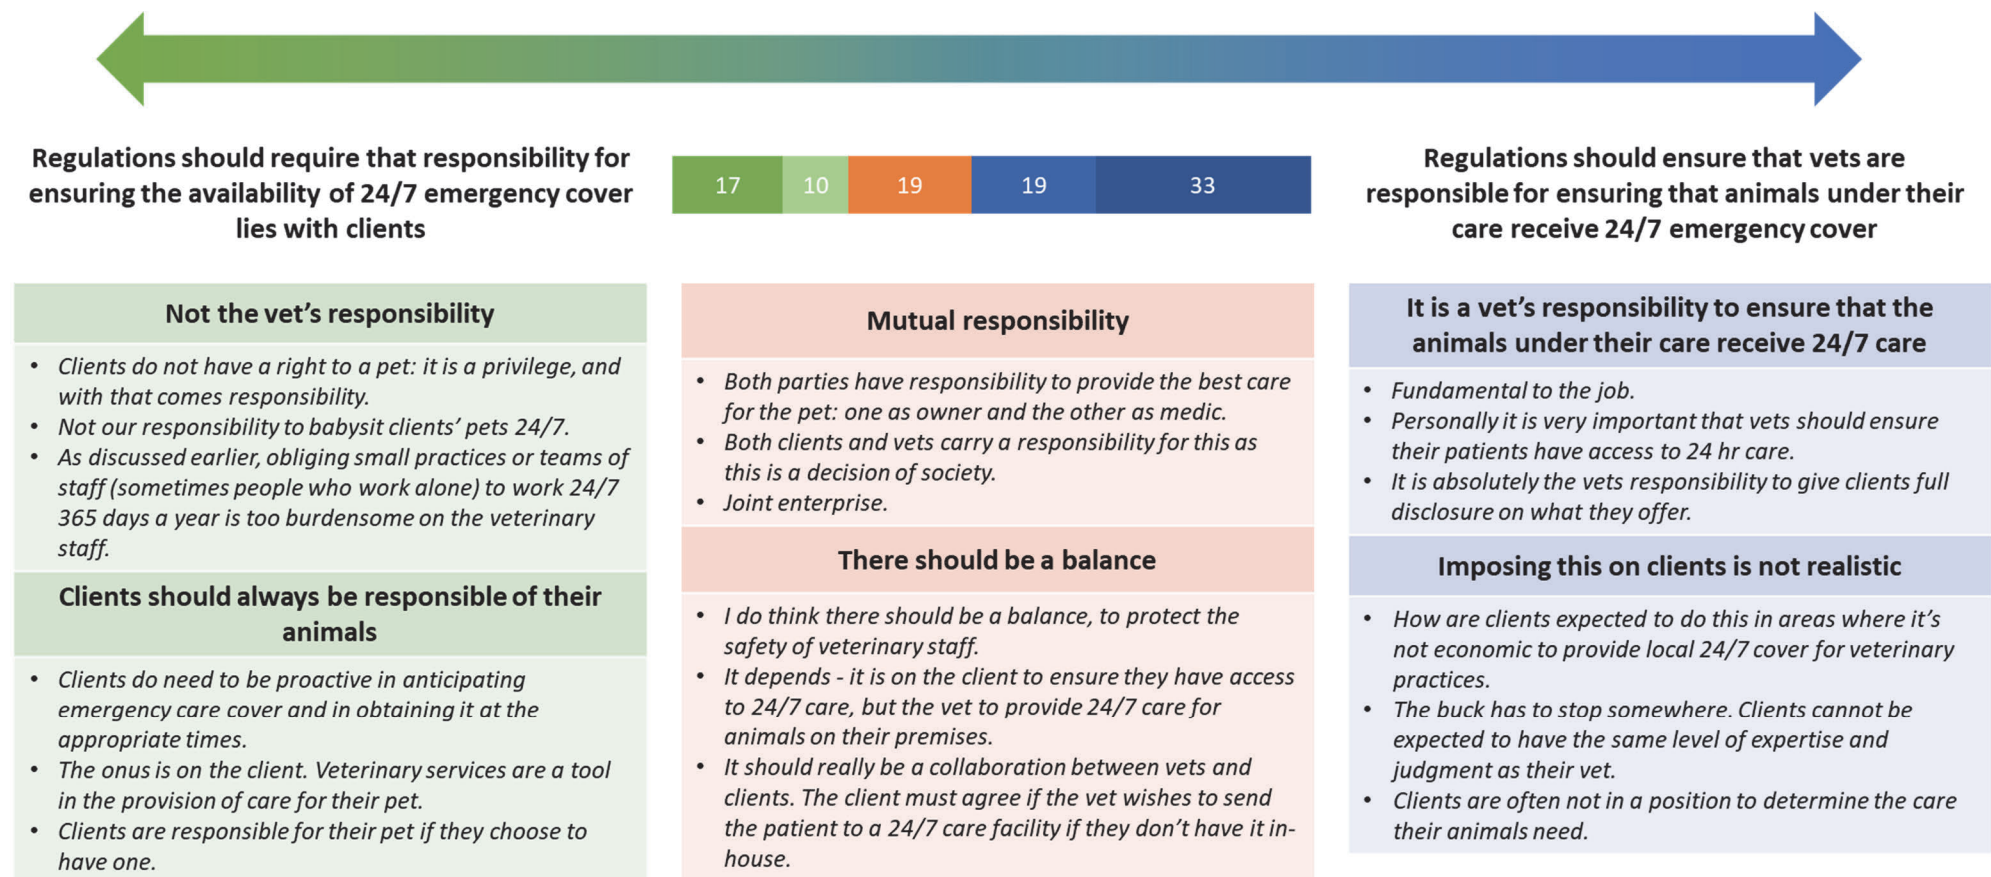 Regulations should require that responsibility for
ensuring the availability of 24/7 emergency cover
lies with clients
17 10 19 19 33
Regulations should ensure that vets are
responsible for ensuring that animals under their
care receive 24/7 emergency cover
Not the vet's responsibility
• Clients do not have a right to a pet: it is a privilege, and
with that comes responsibility.
• Not our responsibility to babysit clients' pets 24/7.
• As discussed earlier, obliging small practices or teams of
staff (sometimes people who work alone) to work 24/7
365 days a year is too burdensome on the veterinary
staff.
Clients should always be responsible of their
animals
• Clients do need to be proactive in anticipating
emergency care cover and in obtaining it at the
appropriate times.
• The onus is on the client. Veterinary services are a tool
in the provision of care for their pet.
• Clients are responsible for their pet if they choose to
have one.
Mutual responsibility
• Both parties have responsibility to provide the best care
for the pet: one as owner and the other as medic.
• Both clients and vets carry a responsibility for this as
this is a decision of society.
• Joint enterprise.
There should be a balance
• I do think there should be a balance, to protect the
safety of veterinary staff.
• It depends - it is on the client to ensure they have access
to 24/7 care, but the vet to provide 24/7 care for
animals on their premises.
• It should really be a collaboration between vets and
clients. The client must agree if the vet wishes to send
the patient to a 24/7 care facility if they don't have it in-
house.
It is a vet's responsibility to ensure that the
animals under their care receive 24/7 care
• Fundamental to the job.
• Personally it is very important that vets should ensure
their patients have access to 24 hr care.
• It is absolutely the vets responsibility to give clients full
disclosure on what they offer.
Imposing this on clients is not realistic
• How are clients expected to do this in areas where it's
not economic to provide local 24/7 cover for veterinary
practices.
• The buck has to stop somewhere. Clients cannot be
expected to have the same level of expertise and
judgment as their vet.
• Clients are often not in a position to determine the care
their animals need.